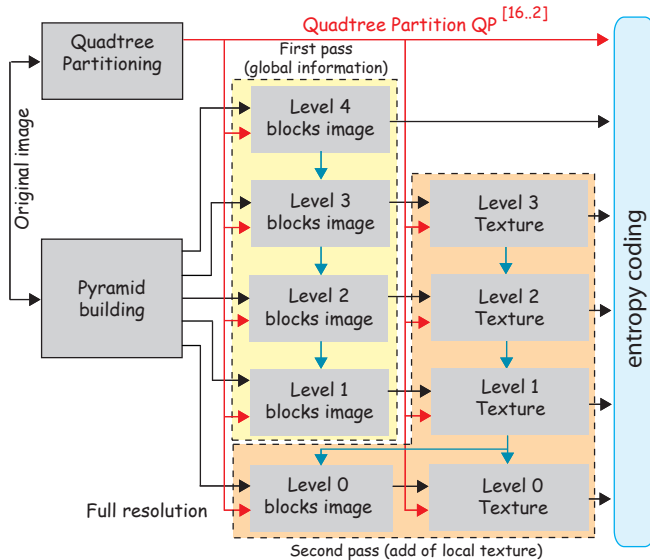 Quadtree Partition QP [16..2]
Quadtree
Partitioning
First pass
(global information)
Original image
Level 4
blocks image
Level 3
blocks image
Level 3
Texture
Pyramid
building
Level 2
blocks image
Level 2
Texture
Level 1
blocks image
Level 1
Texture
Level 0
blocks image
Level 0
Texture
Full resolution
Second pass (add of local texture)
entropy coding